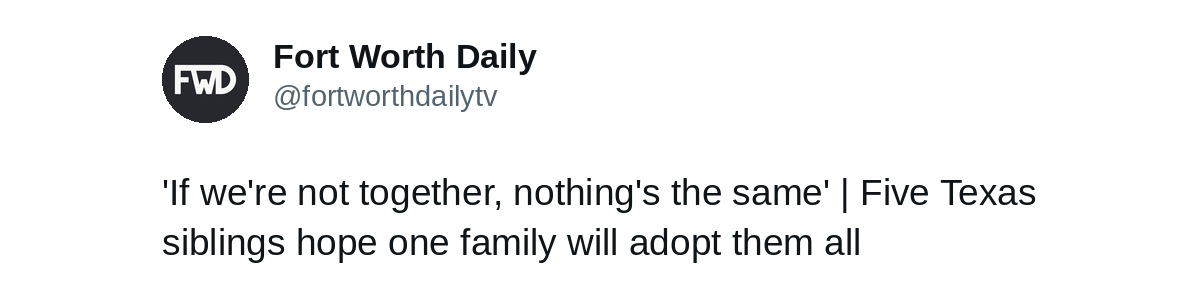 FWD
Fort Worth Daily
@fortworthdailytv
'If we're not together, nothing's the same' | Five Texas
siblings hope one family will adopt them all